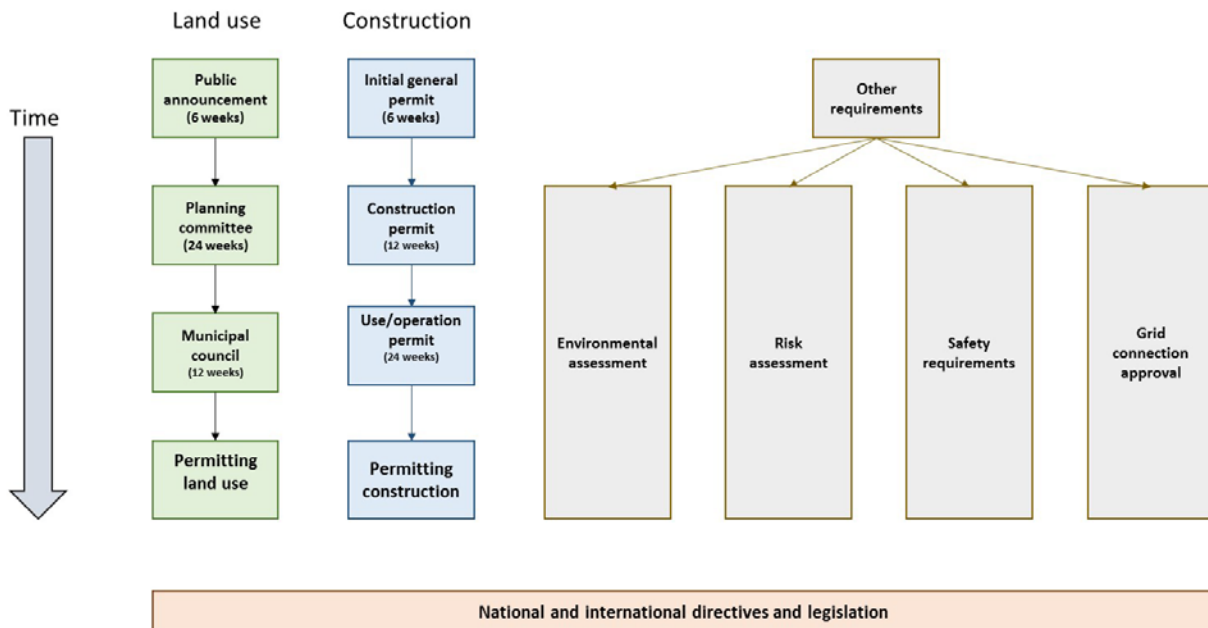 Land use
Construction
Time
Public
announcement
(6 weeks)
Planning
committee
(24 weeks)
Municipal
council
(12 weeks)
Permitting
land use
Initial general
permit
(6 weeks)
Construction
permit
(12 weeks)
Use/operation
permit
(24 weeks)
Permitting
construction
Other
requirements
Environmental
assessment
Risk
assessment
Safety
requirements
Grid
connection
approval
National and international directives and legislation